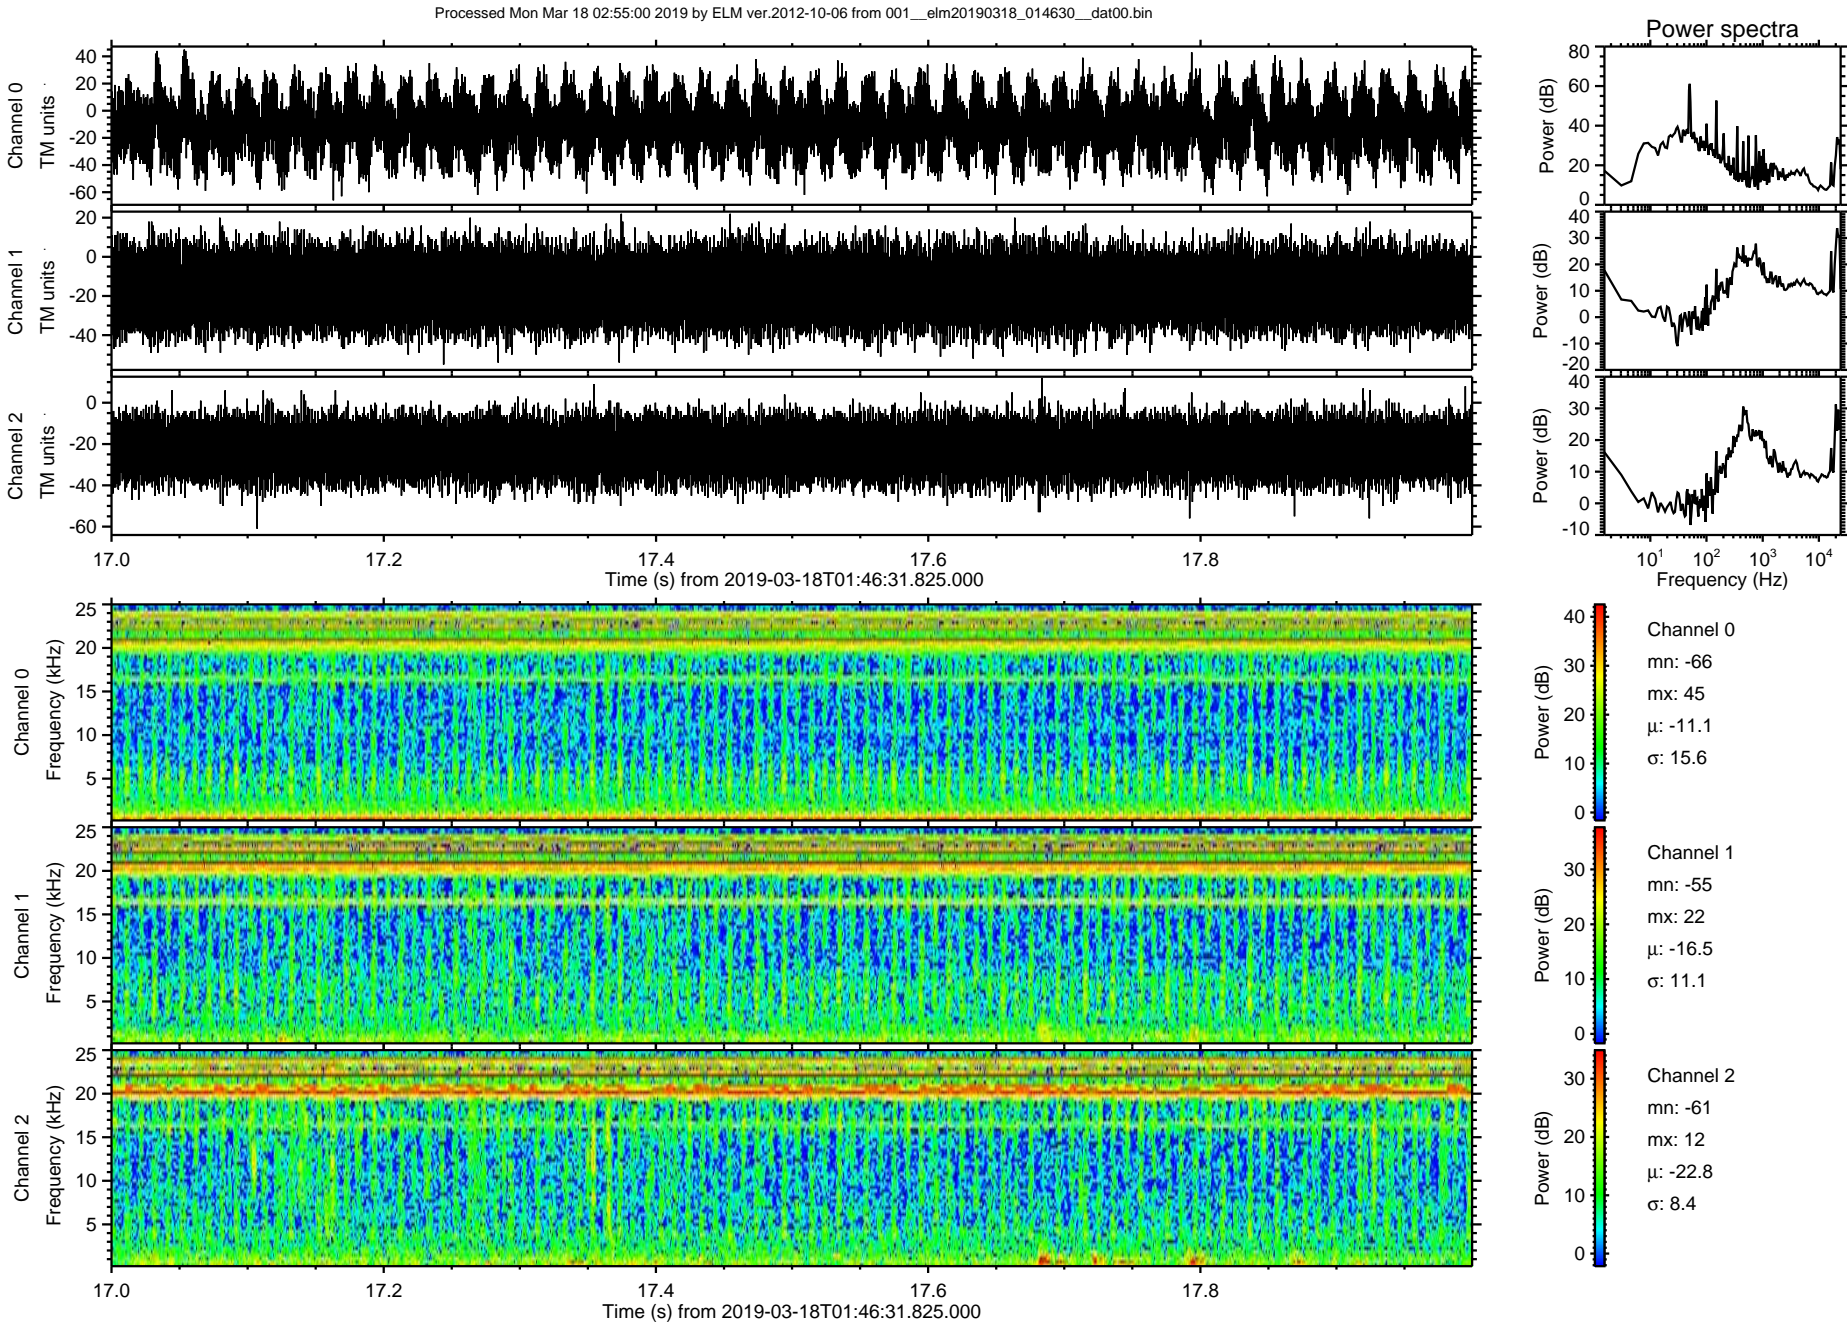 Processed Mon Mar 18 02:55:00 2019 by ELM ver.2012-10-06 from 001__elm20190318_014630__dat00.bin
Power spectra
Channel 0
TM units
40
20
0
-20
-40
-60
Power (dB)
80
60
40
20
0
Channel 1
TM units
20
0
-20
-40
Power (dB)
40
30
20
10
0
-10
-20
Channel 2
TM units
0
-20
-40
-60
Power (dB)
40
30
20
10
0
-10
17.0 17.2 17.4 17.6 17.8
Time (s) from 2019-03-18T01:46:31.825.000
10^1 10^2 10^3 10^4
Frequency (Hz)
Channel 0
Frequency (kHz)
25
20
15
10
5
Power (dB)
40
30
20
10
0
Channel 0
mn: -66
mx: 45
μ: -11.1
σ: 15.6
Channel 1
Frequency (kHz)
25
20
15
10
5
Power (dB)
30
20
10
0
Channel 1
mn: -55
mx: 22
μ: -16.5
σ: 11.1
Channel 2
Frequency (kHz)
25
20
15
10
5
Power (dB)
30
20
10
0
Channel 2
mn: -61
mx: 12
μ: -22.8
σ: 8.4
17.0 17.2 17.4 17.6 17.8
Time (s) from 2019-03-18T01:46:31.825.000